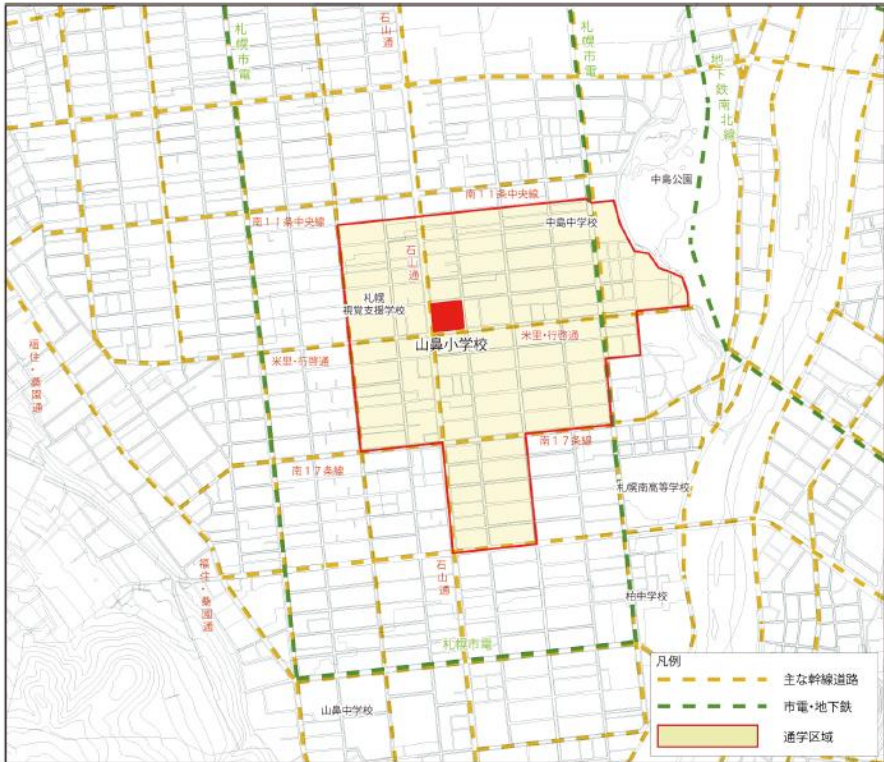 札幌市電
石山通
札幌市電
地下鉄南北線
中島公園
南11条中央線
南11条中央線
中島中学校
石山通
札幌
視覚支援学校
山鼻小学校
米里・行啓通
米里・行啓通
福住・桑園通
南17条線
南17条線
札幌南高等学校
福住・桑園通
石山通
柏中学校
札幌市電
山鼻中学校
凡例
主な幹線道路
市電・地下鉄
通学区域